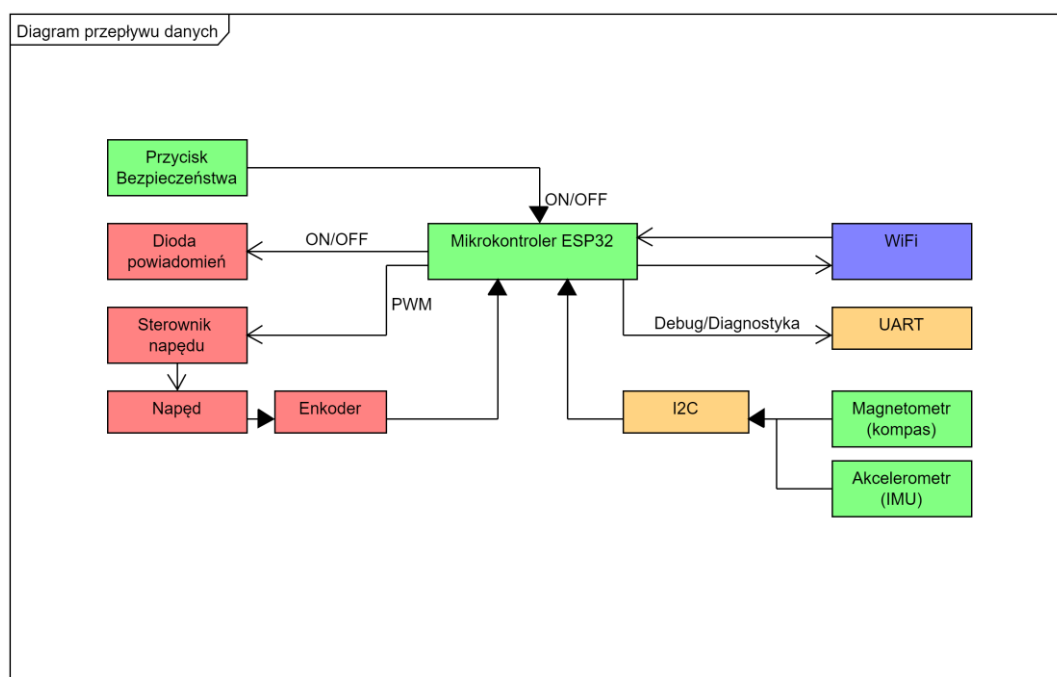 Diagram przepływu danych
Przycisk
Bezpieczeństwa
ON/OFF
Dioda
powiadomień
ON/OFF
Mikrokontroler ESP32
WiFi
PWM
Sterownik
napędu
Debug/Diagnostyka
UART
Napęd
Enkoder
I2C
Magnetometr
(kompas)
Akcelerometr
(IMU)